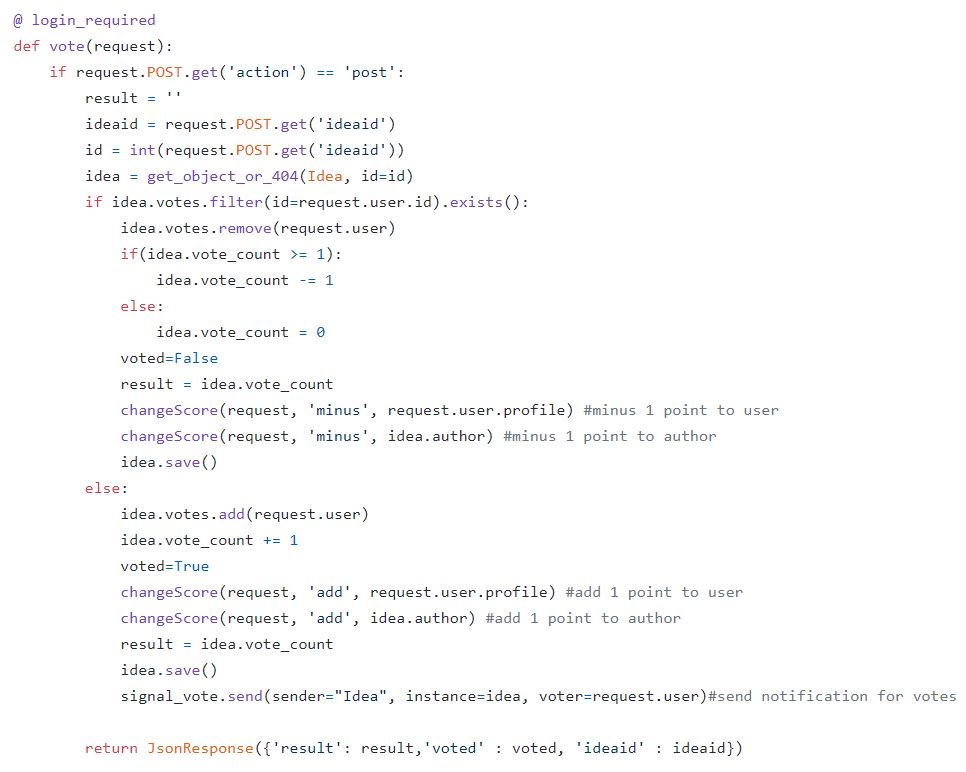 @ login_required
def vote(request):
    if request.POST.get('action') == 'post':
        result = ''
        ideaid = request.POST.get('ideaid')
        id = int(request.POST.get('ideaid'))
        idea = get_object_or_404(Idea, id=id)
        if idea.votes.filter(id=request.user.id).exists():
            idea.votes.remove(request.user)
            if(idea.vote_count >= 1):
                idea.vote_count -= 1
            else:
                idea.vote_count = 0
            voted=False
            result = idea.vote_count
            changeScore(request, 'minus', request.user.profile) #minus 1 point to user
            changeScore(request, 'minus', idea.author) #minus 1 point to author
            idea.save()
        else:
            idea.votes.add(request.user)
            idea.vote_count += 1
            voted=True
            changeScore(request, 'add', request.user.profile) #add 1 point to user
            changeScore(request, 'add', idea.author) #add 1 point to author
            result = idea.vote_count
            idea.save()
            signal_vote.send(sender="Idea", instance=idea, voter=request.user)#send notification for votes

        return JsonResponse({'result': result,'voted' : voted, 'ideaid' : ideaid})